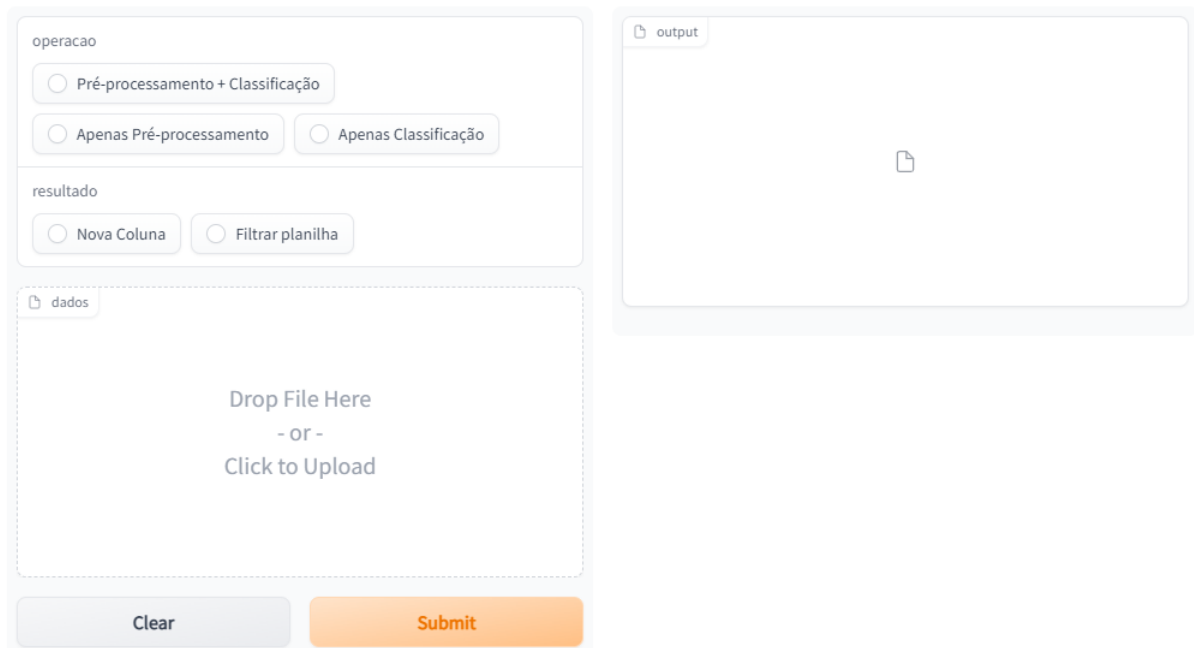 operacao
Pré-processamento + Classificação
Apenas Pré-processamento Apenas Classificação
resultado
Nova Coluna Filtrar planilha
dados
Drop File Here
- or -
Click to Upload
Clear Submit
output